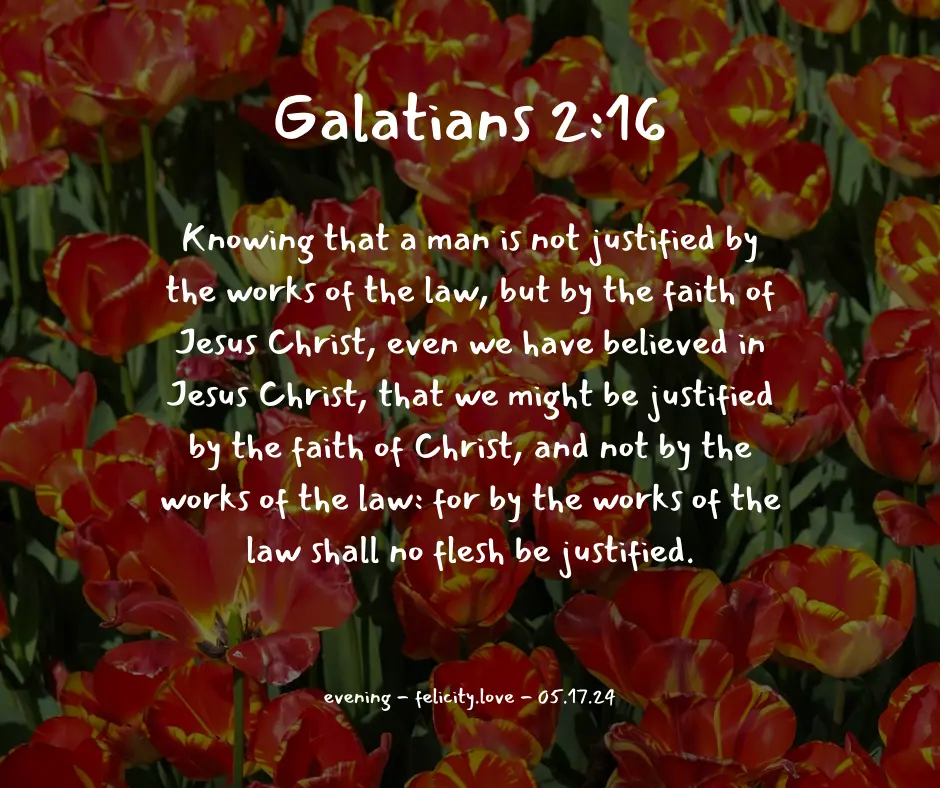 Galatians 2:16
Knowing that a man is not justified by
the works of the law, but by the faith of
Jesus Christ, even we have believed in
Jesus Christ, that we might be justified
by the faith of Christ, and not by the
works of the law: for by the works of the
law shall no flesh be justified.
evening – felicity.love – 05.17.24